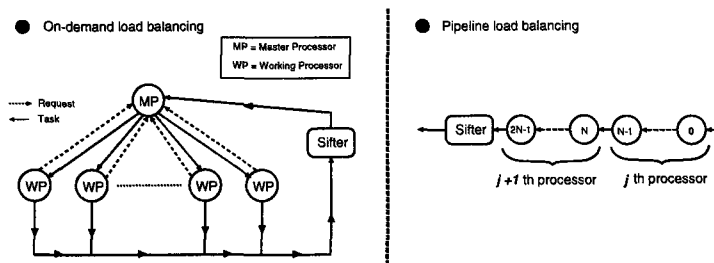 On-demand load balancing
MP = Master Processor
WP = Working Processor
Request
Task
MP
Sifter
WP
WP
WP
WP
Pipeline load balancing
Sifter
2N-1
N
N-1
0
j +1 th processor
j th processor